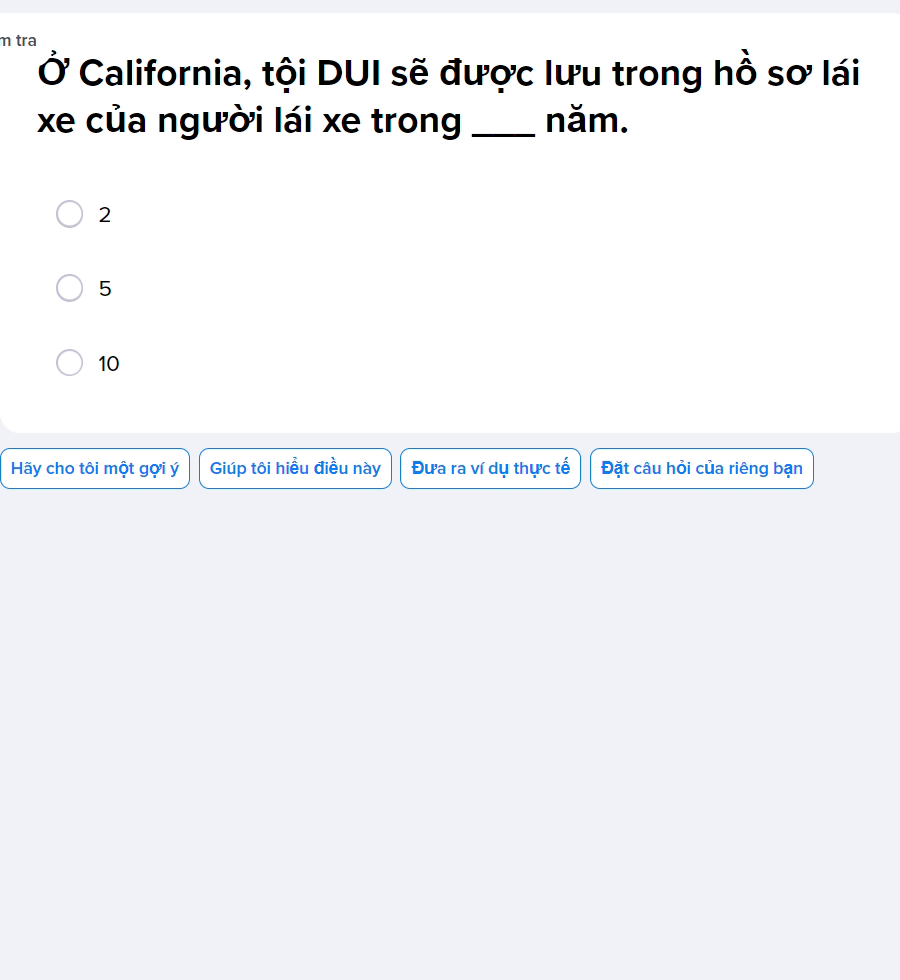 m tra
Ở California, tội DUI sẽ được lưu trong hồ sơ lái
xe của người lái xe trong ____ năm.
2
5
10
Hãy cho tôi một gợi ý
Giúp tôi hiểu điều này
Đưa ra ví dụ thực tế
Đặt câu hỏi của riêng bạn